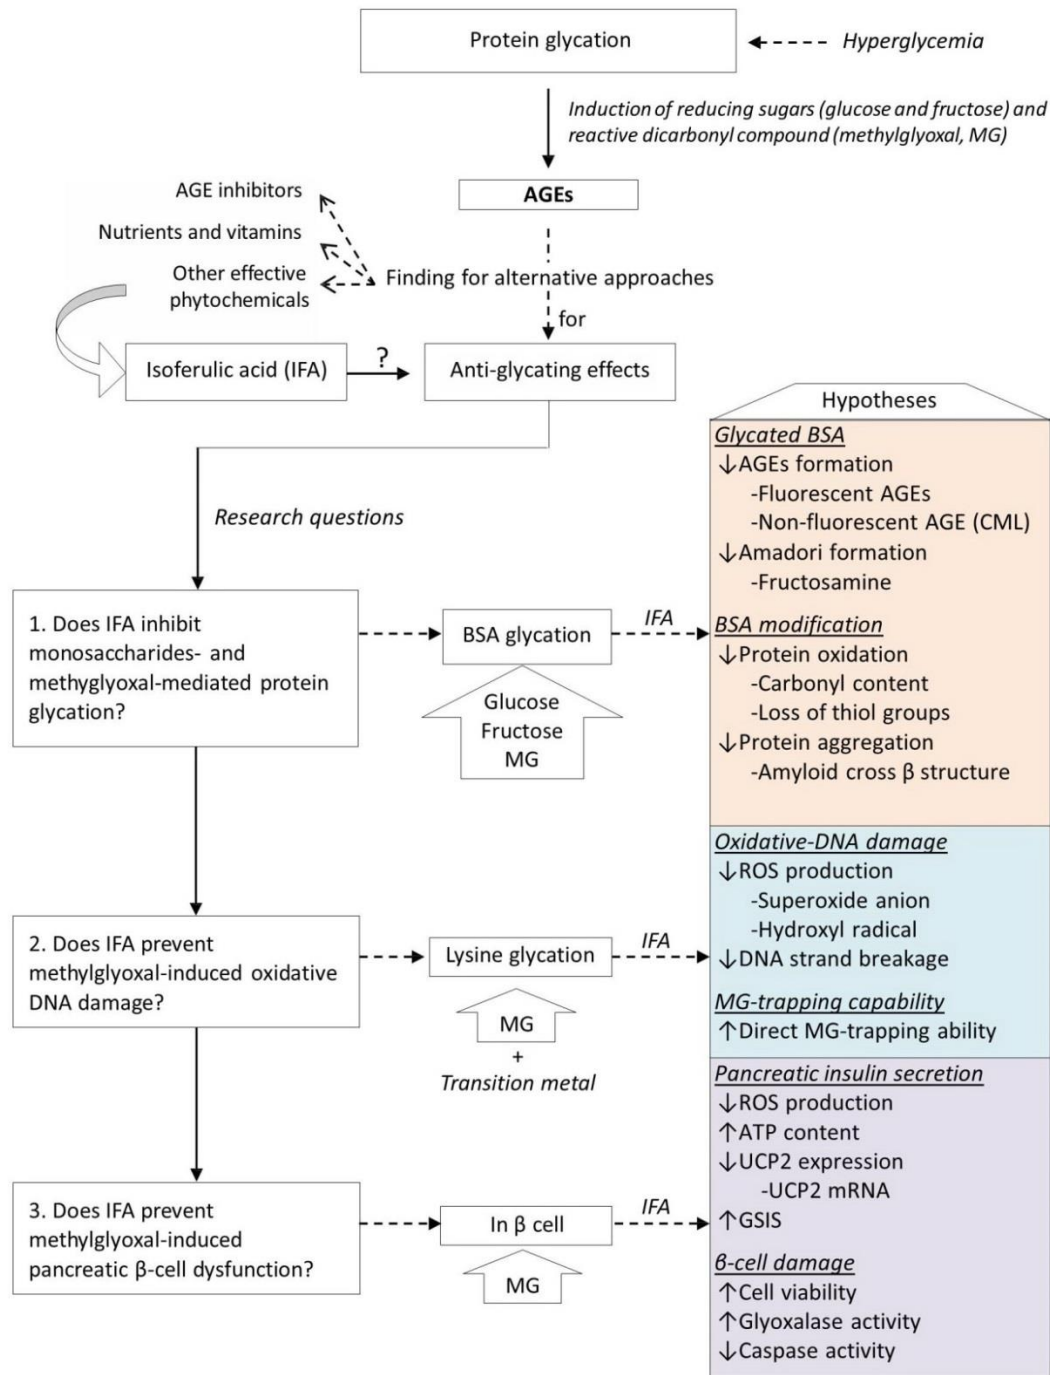 Protein glycation
Hyperglycemia
Induction of reducing sugars (glucose and fructose) and
reactive dicarbonyl compound (methylglyoxal, MG)
AGEs
AGE inhibitors
Nutrients and vitamins
Other effective
phytochemicals
Finding for alternative approaches
for
Isoferulic acid (IFA)
?
Anti-glycating effects
Research questions
1. Does IFA inhibit
monosaccharides- and
methyglyoxal-mediated protein
glycation?
BSA glycation
IFA
Glucose
Fructose
MG
2. Does IFA prevent
methylglyoxal-induced oxidative
DNA damage?
Lysine glycation
IFA
MG
+
Transition metal
3. Does IFA prevent
methylglyoxal-induced
pancreatic β-cell dysfunction?
In β cell
IFA
MG
Hypotheses
Glycated BSA
↓AGEs formation
-Fluorescent AGEs
-Non-fluorescent AGE (CML)
↓Amadori formation
-Fructosamine
BSA modification
↓Protein oxidation
-Carbonyl content
-Loss of thiol groups
↓Protein aggregation
-Amyloid cross β structure
Oxidative-DNA damage
↓ROS production
-Superoxide anion
-Hydroxyl radical
↓DNA strand breakage
MG-trapping capability
↑Direct MG-trapping ability
Pancreatic insulin secretion
↓ROS production
↑ATP content
↓UCP2 expression
-UCP2 mRNA
↑GSIS
β-cell damage
↑Cell viability
↑Glyoxalase activity
↓Caspase activity